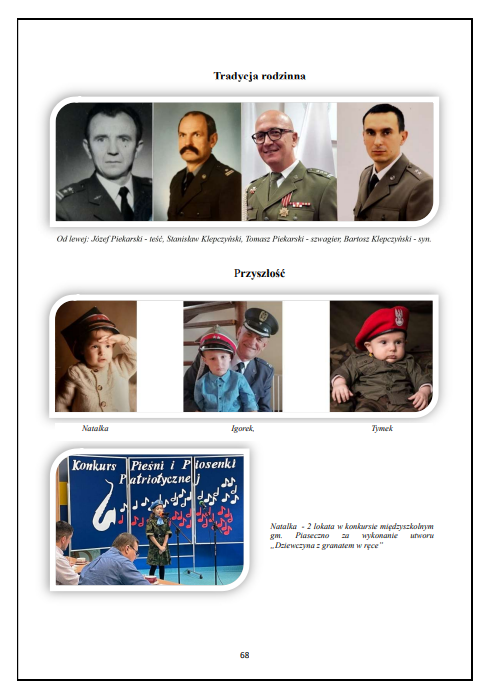 Tradycja rodzinna
Od lewej: Józef Piekarski - teść, Stanisław Klepczyński, Tomasz Piekarski - szwagier, Bartosz Klepczyński - syn.
Przyszłość
Natalka Igorek, Tymek
Konkurs Pieśni i Piosenki
Patriotycznej
Natalka - 2 lokata w konkursie międzyszkolnym
gm. Piaseczno za wykonanie utworu
„Dziewczyna z granatem w ręce”
68